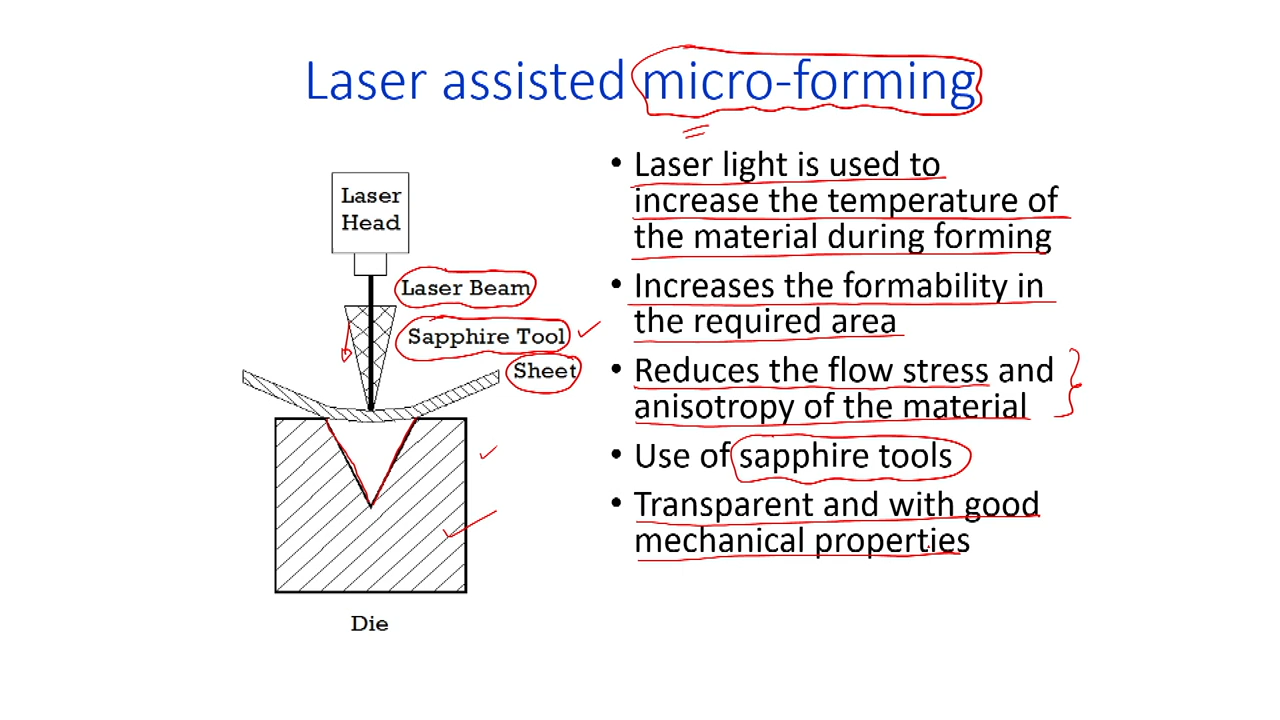 Laser assisted micro-forming
Laser
Head
Laser Beam
Sapphire Tool
Sheet
Die
• Laser light is used to
increase the temperature of
the material during forming
• Increases the formability in
the required area
• Reduces the flow stress and
anisotropy of the material
• Use of sapphire tools
• Transparent and with good
mechanical properties